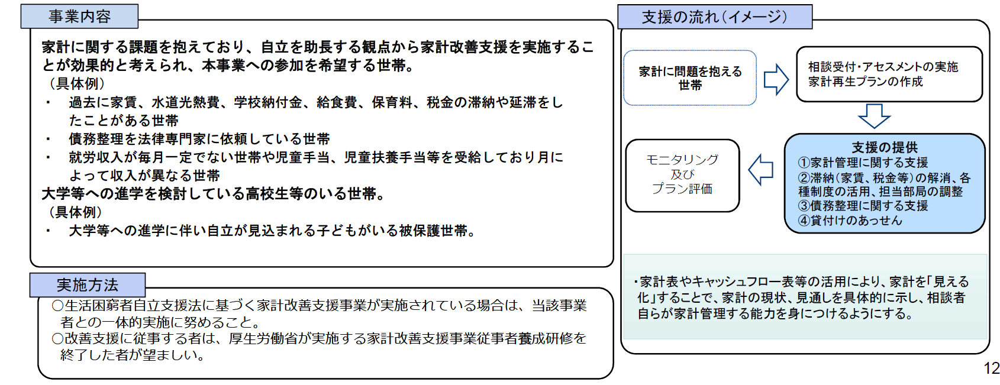 事業内容
家計に関する課題を抱えており、自立を助長する観点から家計改善支援を実施するこ
とが効果的と考えられ、本事業への参加を希望する世帯。
（具体例）
・　過去に家賃、水道光熱費、学校納付金、給食費、保育料、税金の滞納や延滞をし
たことがある世帯
・　債務整理を法律専門家に依頼している世帯
・　就労収入が毎月一定でない世帯や児童手当、児童扶養手当等を受給しており月に
よって収入が異なる世帯
大学等への進学を検討している高校生等のいる世帯。
（具体例）
・　大学等への進学に伴い自立が見込まれる子どもがいる被保護世帯。
実施方法
○生活困窮者自立支援法に基づく家計改善支援事業が実施されている場合は、当該事業
者との一体的実施に努めること。
○改善支援に従事する者は、厚生労働省が実施する家計改善支援事業従事者養成研修を
終了した者が望ましい。
支援の流れ（イメージ）
家計に問題を抱える
世帯
相談受付・アセスメントの実施
家計再生プランの作成
支援の提供
①家計管理に関する支援
②滞納（家賃、税金等）の解消、各
種制度の活用、担当部局の調整
③債務整理に関する支援
④貸付けのあっせん
モニタリング
及び
プラン評価
・家計表やキャッシュフロー表等の活用により、家計を「見える
化」することで、家計の現状、見通しを具体的に示し、相談者
自らが家計管理する能力を身につけるようにする。
12